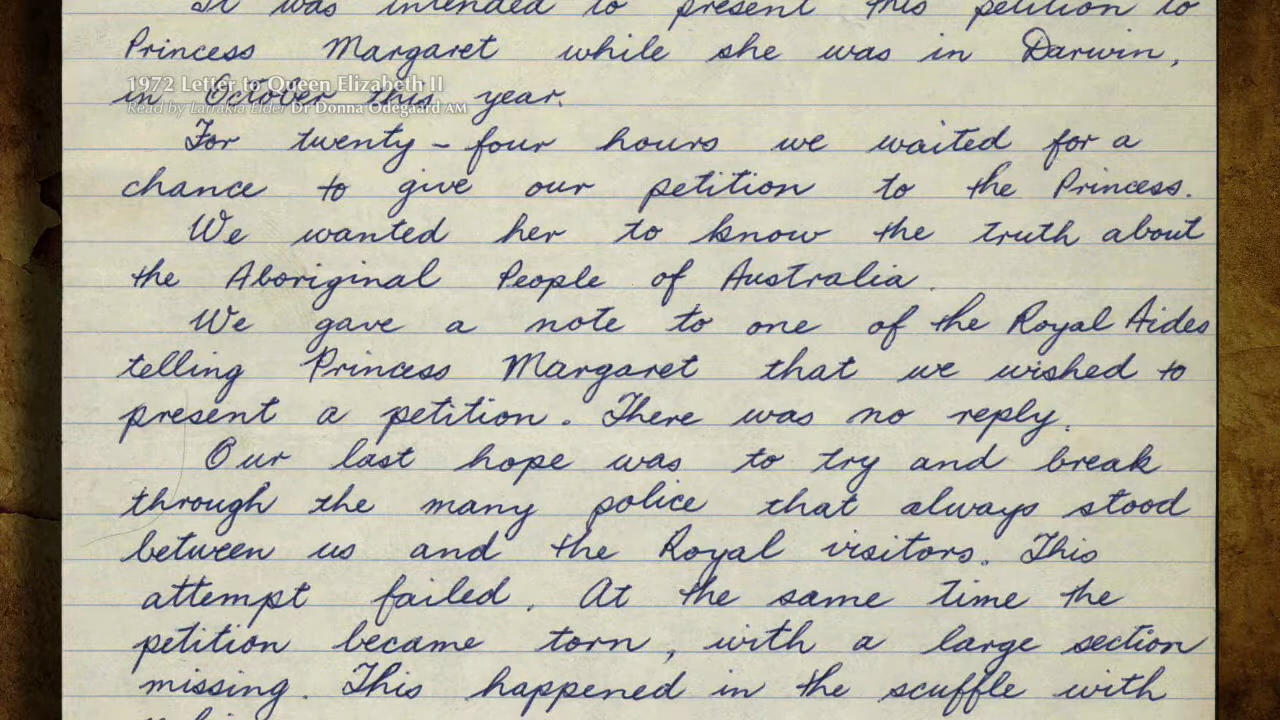 It was intended to present this petition to
Princess Margaret while she was in Darwin,
1972 Letter to Queen Elizabeth II
in October this year.
Read by Larrakia Elder Dr Donna Odegaard AM
For twenty-four hours we waited for a
chance to give our petition to the Princess.
We wanted her to know the truth about
the Aboriginal People of Australia.
We gave a note to one of the Royal Aides
telling Princess Margaret that we wished to
present a petition. There was no reply.
Our last hope was to try and break
through the many police that always stood
between us and the Royal visitors. This
attempt failed. At the same time the
petition became torn, with a large section
missing. This happened in the scuffle with